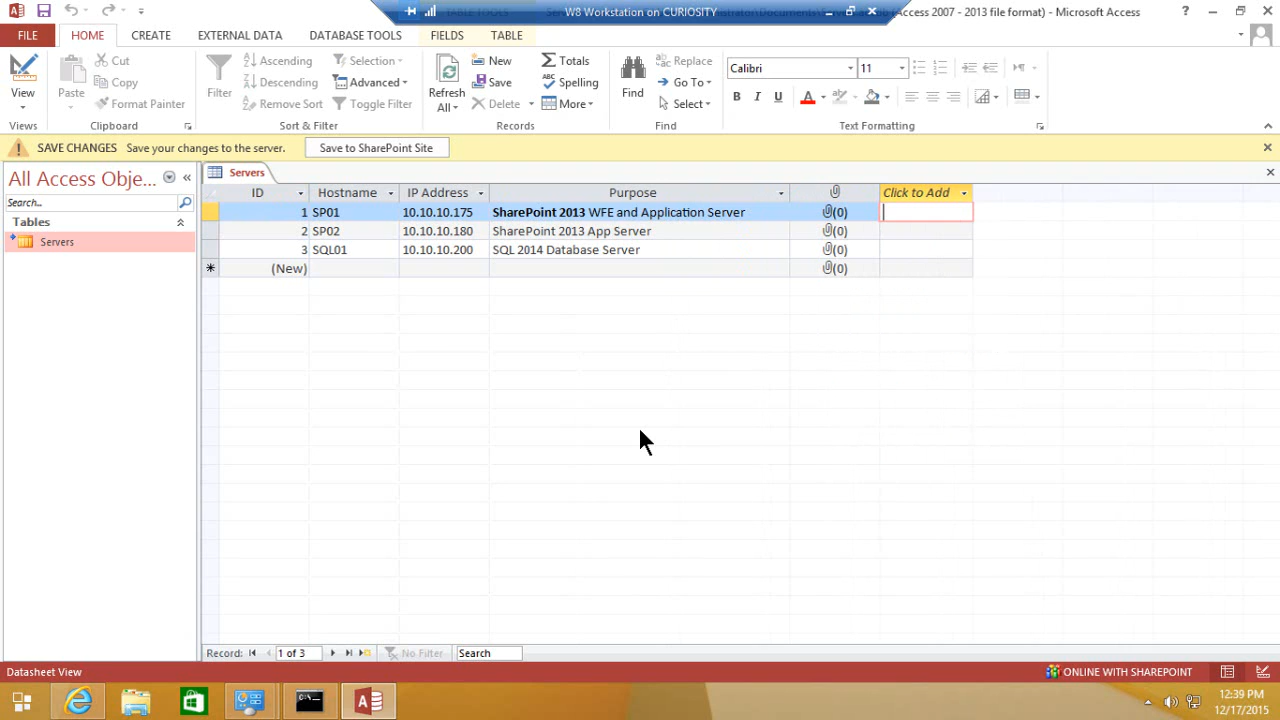 W8 Workstation on CURIOSITY
(Access 2007 - 2013 file format) - Microsoft Access
FILE HOME CREATE EXTERNAL DATA DATABASE TOOLS FIELDS TABLE
View
Views
Paste
Cut
Copy
Format Painter
Clipboard
Filter
Ascending
Descending
Remove Sort
Selection
Advanced
Toggle Filter
Sort & Filter
Refresh All
New
Save
Delete
Totals
Spelling
More
Records
Find
Replace
Go To
Select
Find
Calibri 11
B I U A
Text Formatting
SAVE CHANGES Save your changes to the server. Save to SharePoint Site
All Access Obje...
Search...
Tables
Servers
Servers
ID Hostname IP Address Purpose Click to Add
1 SP01 10.10.10.175 SharePoint 2013 WFE and Application Server (0)
2 SP02 10.10.10.180 SharePoint 2013 App Server (0)
3 SQL01 10.10.10.200 SQL 2014 Database Server (0)
(New) (0)
Record: 1 of 3 No Filter Search
Datasheet View ONLINE WITH SHAREPOINT
12:39 PM
12/17/2015